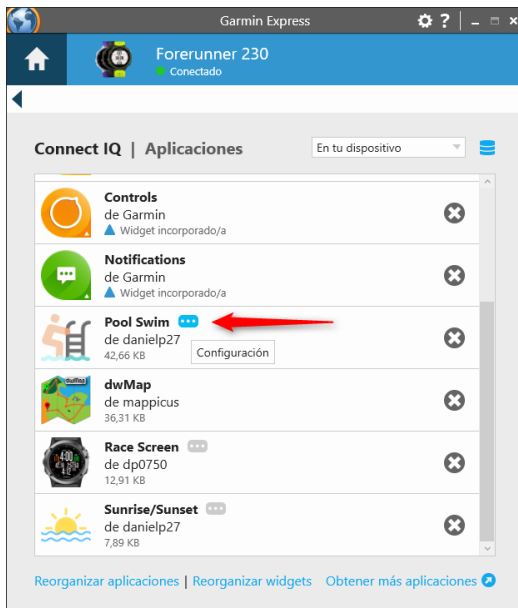 Garmin Express
Forerunner 230
Conectado
Connect IQ | Aplicaciones
En tu dispositivo
Controls
de Garmin
Widget incorporado/a
Notifications
de Garmin
Widget incorporado/a
Pool Swim
de danielp27
42,66 KB
Configuración
dwMap
dwMap
de mappicus
36,31 KB
Race Screen
de dp0750
12,91 KB
Sunrise/Sunset
de danielp27
7,89 KB
Reorganizar aplicaciones | Reorganizar widgets Obtener más aplicaciones